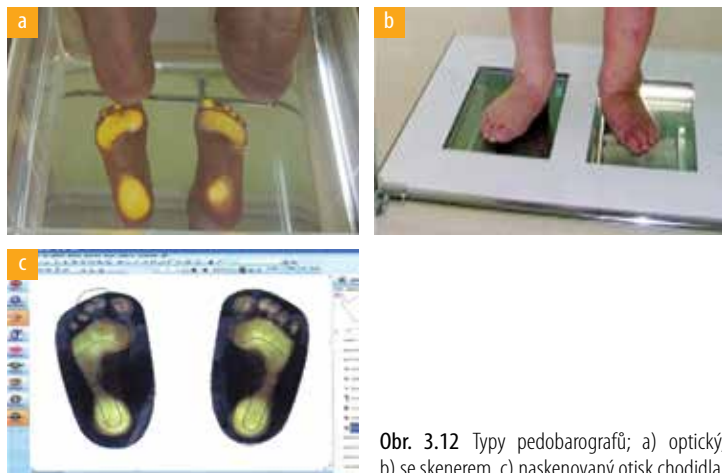 a
b
c
Obr. 3.12 Typy pedobarografů; a) optický
b) se skenerem, c) naskenovaný otisk chodidla